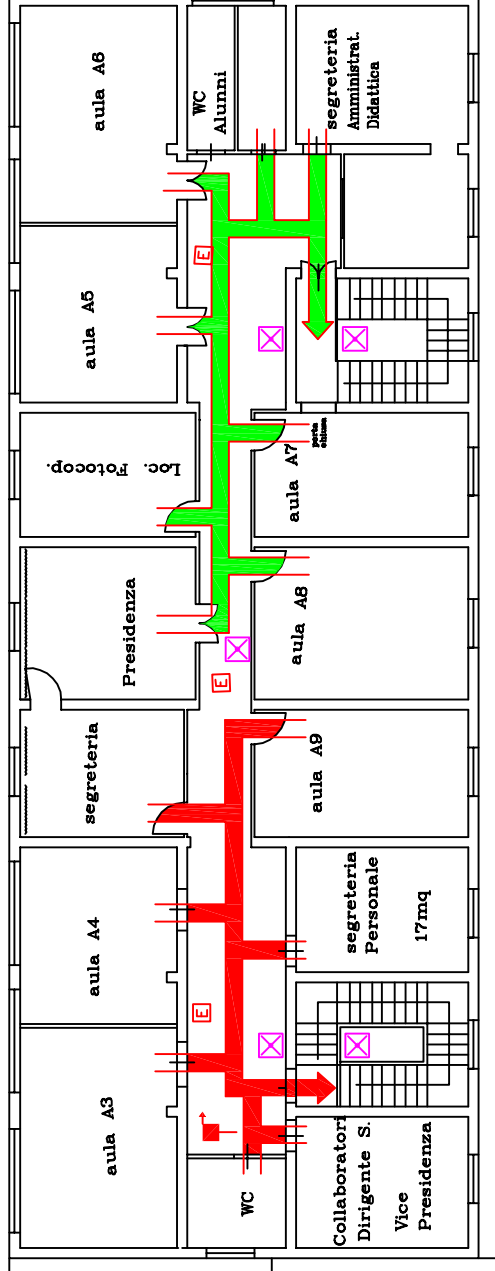 aula A6
WC
Alunni
segreteria
Amministrat.
Didattica
E
aula A5
Loc. Fotocop.
aula A7
porta
chiusa
Presidenza
aula A8
E
segreteria
aula A9
aula A4
segreteria
Personale
17mq
E
aula A3
WC
Collaboratori
Dirigente S.
Vice
Presidenza